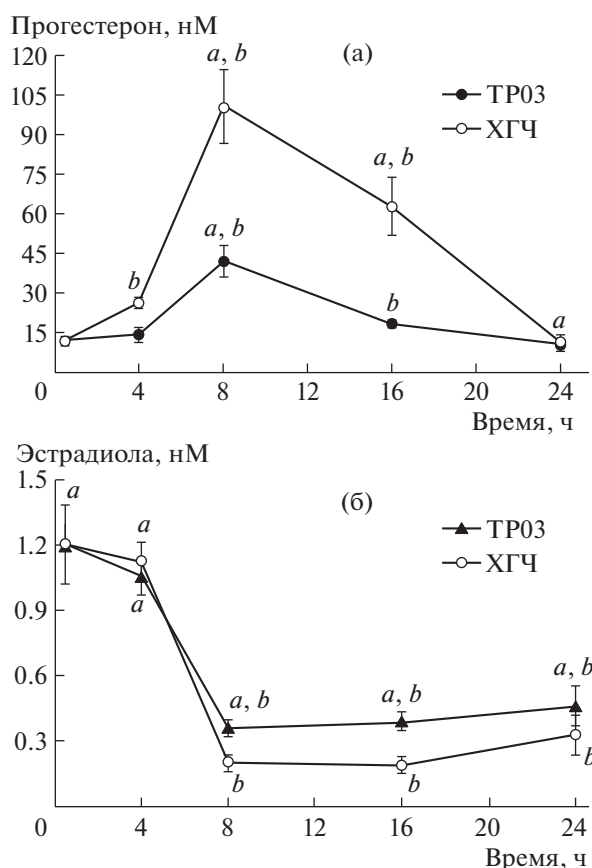 Прогестерон, нМ
120
(а)
a, b
ТР03
105
ХГЧ
90
a, b
75
60
a, b
45
b
30
b
a
15
0
4
8
12
16
20
24
Время, ч
Эстрадиола, нМ
1.5
a
(б)
ТР03
a
ХГЧ
1.2
a
0.9
a, b
0.6
a, b
a, b
0.3
b
b
b
0
4
8
12
16
20
24
Время, ч